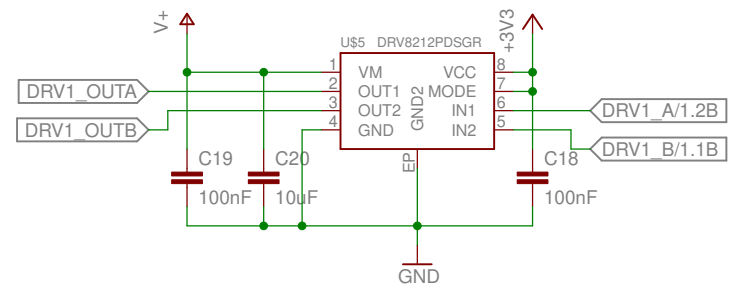 V+
+3V3
U$5 DRV8212PDSGR
1 VM VCC 8
DRV1_OUTA 2 OUT1 MODE 7
3 OUT2 IN1 6 DRV1_A/1.2B
DRV1_OUTB 4 GND IN2 5
GND2
DRV1_B/1.1B
EP
C19 C20 C18
100nF 10uF 100nF
GND